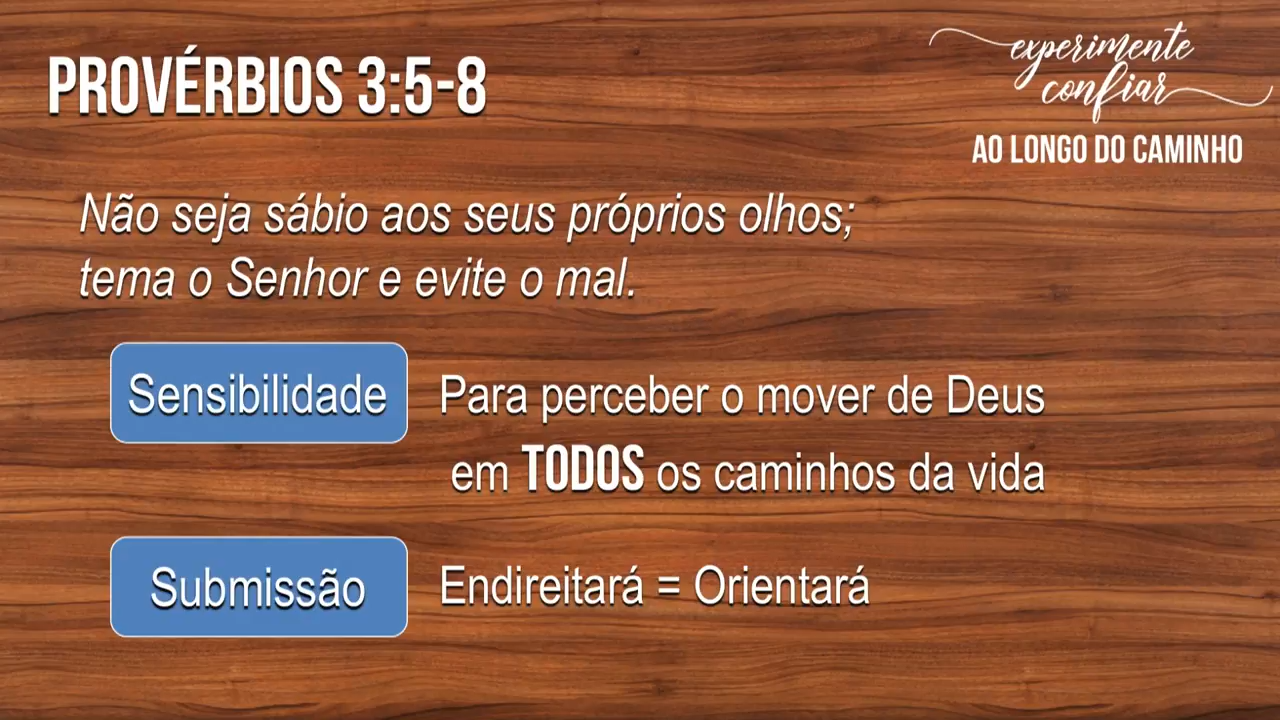 PROVÉRBIOS 3:5-8
experimente
confiar
AO LONGO DO CAMINHO
Não seja sábio aos seus próprios olhos;
tema o Senhor e evite o mal.
Sensibilidade
Para perceber o mover de Deus
em TODOS os caminhos da vida
Submissão
Endireitará = Orientará